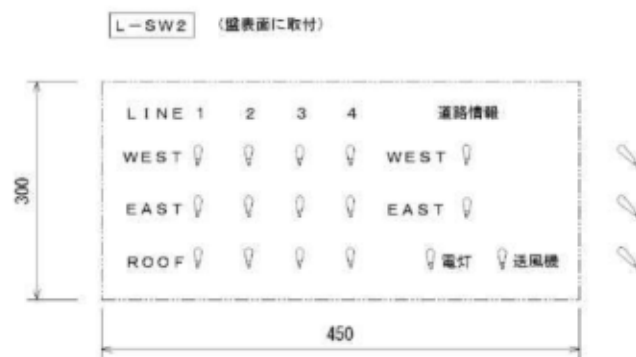 L-SW2 (盤表面に取付)
LINE 1 2 3 4 道路情報
WEST WEST
300
EAST EAST
ROOF 電灯 送風機
450